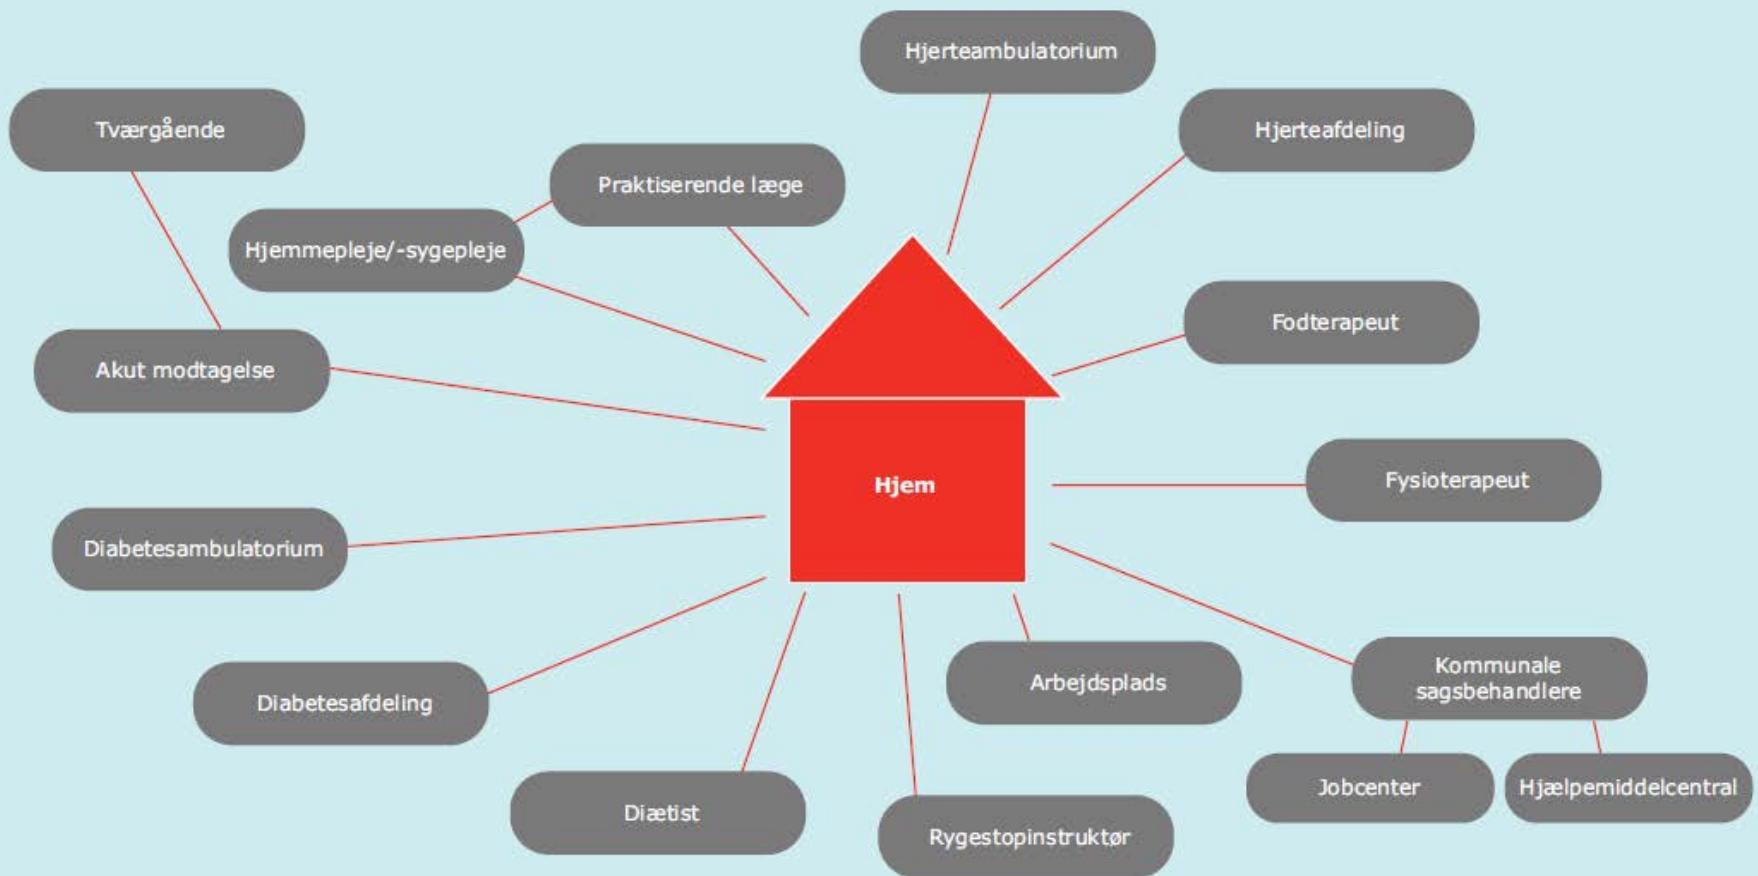 Hjerteambulatorium
Tværgående
Hjerteafdeling
Praktiserende læge
Hjemmepleje/-sygepleje
Fodterapeut
Akut modtagelse
Hjem
Fysioterapeut
Diabetesambulatorium
Diabetesafdeling
Arbejdsplads
Kommunale
sagsbehandlere
Jobcenter
Hjælpemiddelcentral
Diætist
Rygestopinstruktør